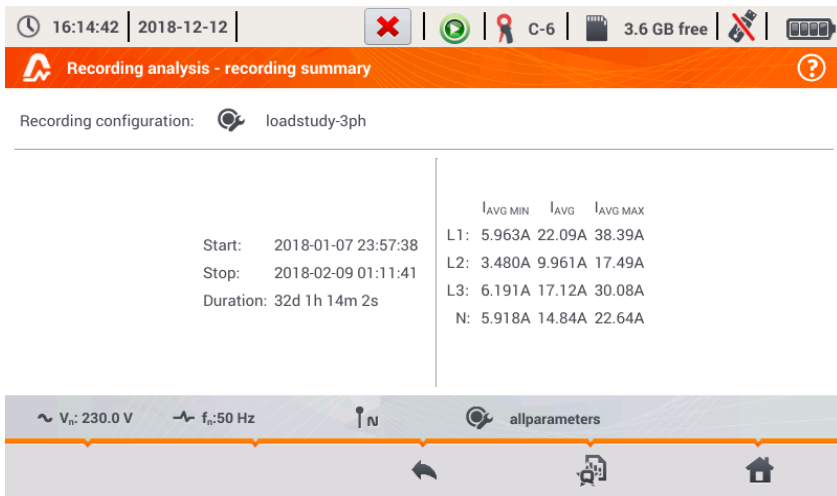 16:14:42 2018-12-12 C-6 3.6 GB free
Recording analysis - recording summary ?
Recording configuration: loadstudy-3ph
Start: 2018-01-07 23:57:38
Stop: 2018-02-09 01:11:41
Duration: 32d 1h 14m 2s
IAVG MIN IAVG IAVG MAX
L1: 5.963A 22.09A 38.39A
L2: 3.480A 9.961A 17.49A
L3: 6.191A 17.12A 30.08A
N: 5.918A 14.84A 22.64A
Vn: 230.0 V fn:50 Hz N allparameters